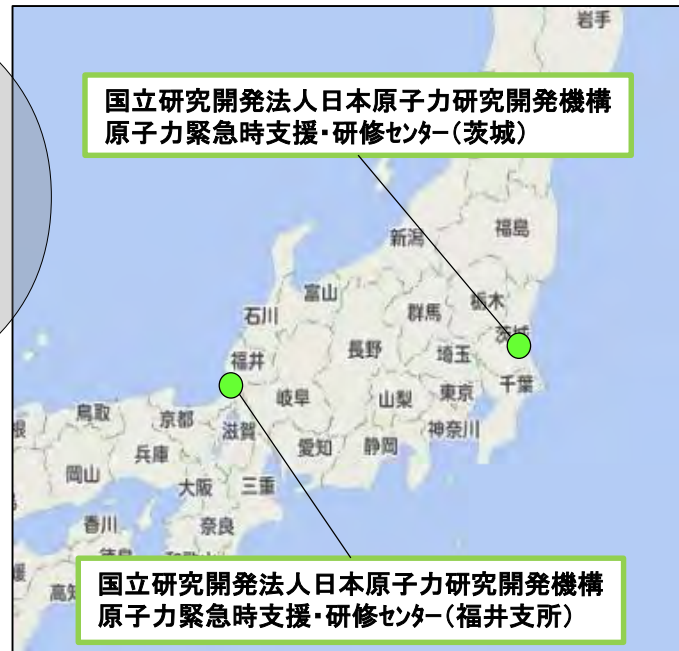 岩手
国立研究開発法人日本原子力研究開発機構
原子力緊急時支援・研修センター(茨城)
福島
新潟
富山
栃木
石川
群馬
茨城
長野
埼玉
福井
千葉
岐阜
山梨
東京
鳥取
京都
滋賀
神奈川
兵庫
愛知
静岡
岡山
大阪
三重
香川
奈良
国立研究開発法人日本原子力研究開発機構
原子力緊急時支援・研修センター(福井支所)